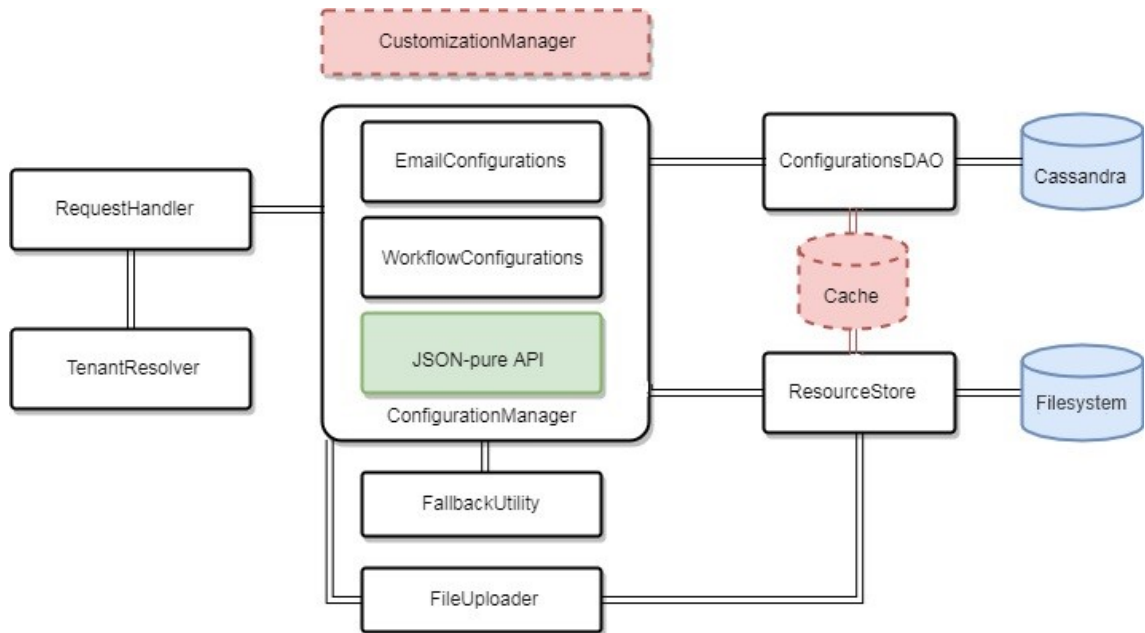 CustomizationManager
EmailConfigurations
ConfigurationsDAO
Cassandra
RequestHandler
WorkflowConfigurations
Cache
TenantResolver
JSON-pure API
ConfigurationManager
ResourceStore
Filesystem
FallbackUtility
FileUploader